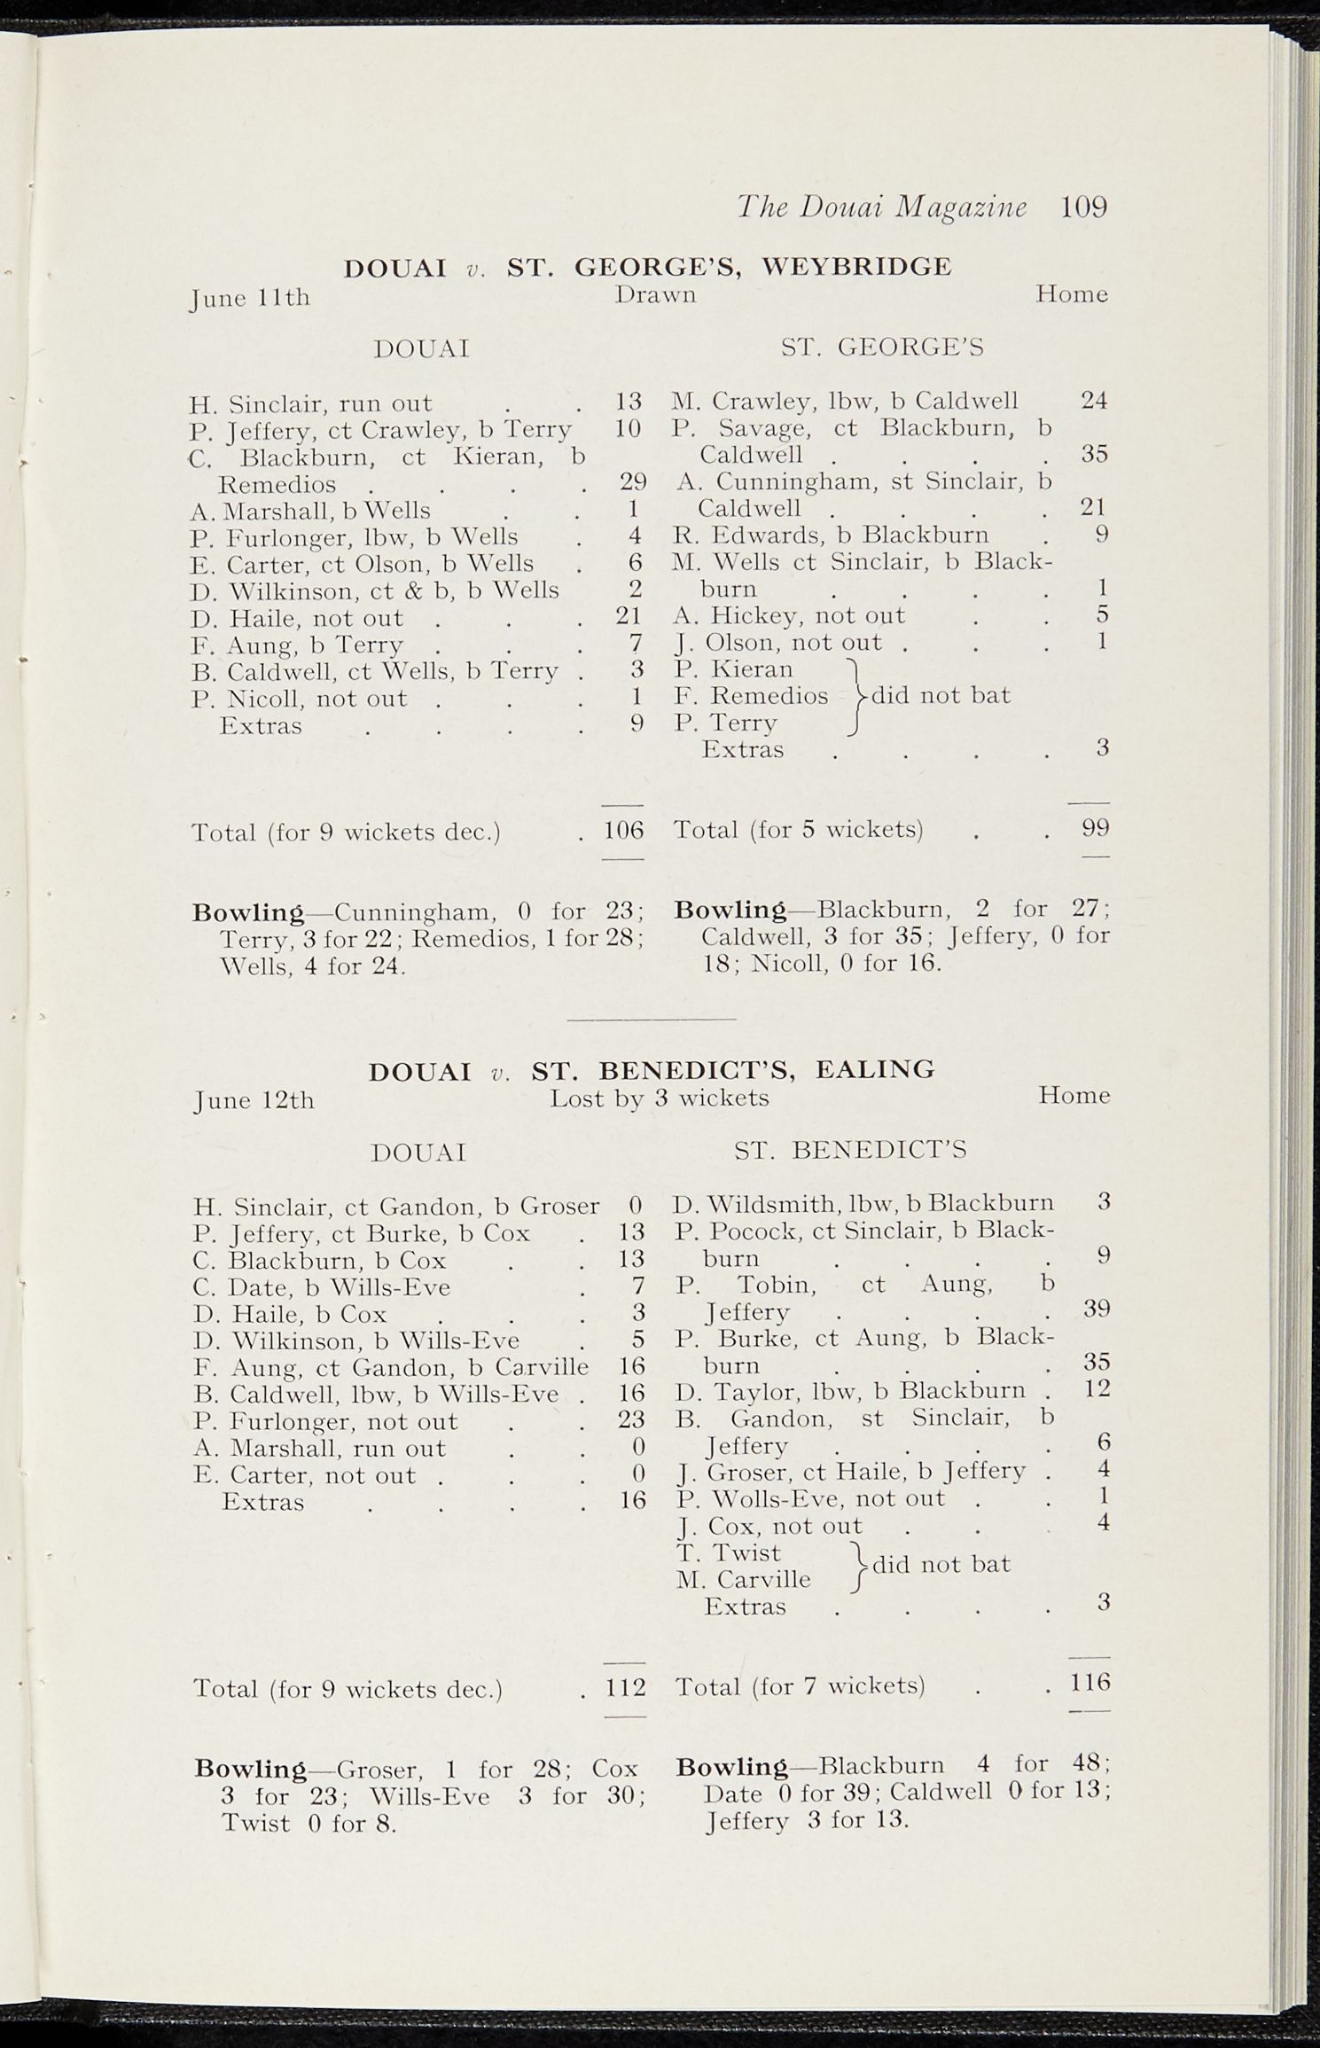 The Douai Magazine 109
DOUAI v. ST. GEORGE'S, WEYBRIDGE
June 11th Drawn Home
DOUAI
H. Sinclair, run out . . 13
P. Jeffery, ct Crawley, b Terry 10
C. Blackburn, ct Kieran, b
Remedios . . . . 29
A. Marshall, b Wells . . 1
P. Furlonger, lbw, b Wells . 4
E. Carter, ct Olson, b Wells . 6
D. Wilkinson, ct & b, b Wells 2
D. Haile, not out . . . 21
F. Aung, b Terry . . . 7
B. Caldwell, ct Wells, b Terry . 3
P. Nicoll, not out . . . 1
Extras . . . . 9
Total (for 9 wickets dec.) . 106
Bowling—Cunningham, 0 for 23;
Terry, 3 for 22; Remedios, 1 for 28;
Wells, 4 for 24.
ST. GEORGE'S
M. Crawley, lbw, b Caldwell 24
P. Savage, ct Blackburn, b
Caldwell . . . . 35
A. Cunningham, st Sinclair, b
Caldwell . . . . 21
R. Edwards, b Blackburn . 9
M. Wells ct Sinclair, b Black-
burn . . . . 1
A. Hickey, not out . . 5
J. Olson, not out . . . 1
P. Kieran
F. Remedios } did not bat
P. Terry
Extras . . . . 3
Total (for 5 wickets) . . 99
Bowling—Blackburn, 2 for 27;
Caldwell, 3 for 35; Jeffery, 0 for
18; Nicoll, 0 for 16.
DOUAI v. ST. BENEDICT'S, EALING
June 12th Lost by 3 wickets Home
DOUAI
H. Sinclair, ct Gandon, b Groser 0
P. Jeffery, ct Burke, b Cox . 13
C. Blackburn, b Cox . . 13
C. Date, b Wills-Eve . 7
D. Haile, b Cox . . . 3
D. Wilkinson, b Wills-Eve . 5
F. Aung, ct Gandon, b Carville 16
B. Caldwell, lbw, b Wills-Eve . 16
P. Furlonger, not out . . 23
A. Marshall, run out . . 0
E. Carter, not out . . . 0
Extras . . . . 16
Total (for 9 wickets dec.) . 112
Bowling—Groser, 1 for 28; Cox
3 for 23; Wills-Eve 3 for 30;
Twist 0 for 8.
ST. BENEDICT'S
D. Wildsmith, lbw, b Blackburn 3
P. Pocock, ct Sinclair, b Black-
burn . . . . 9
P. Tobin, ct Aung, b
Jeffery . . . . 39
P. Burke, ct Aung, b Black-
burn . . . . 35
D. Taylor, lbw, b Blackburn . 12
B. Gandon, st Sinclair, b
Jeffery . . . . 6
J. Groser, ct Haile, b Jeffery . 4
P. Wolls-Eve, not out . . 1
J. Cox, not out . . . 4
T. Twist
M. Carville } did not bat
Extras . . . . 3
Total (for 7 wickets) . . 116
Bowling—Blackburn 4 for 48;
Date 0 for 39; Caldwell 0 for 13;
Jeffery 3 for 13.